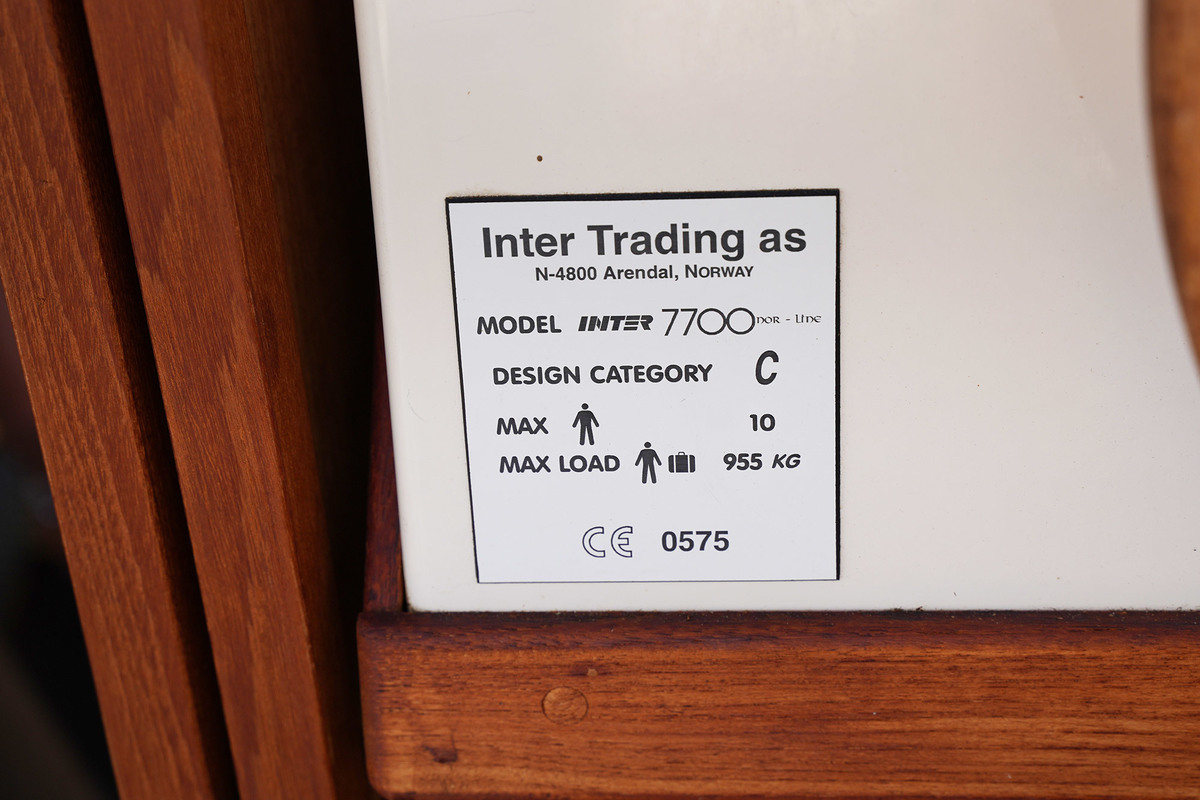 Inter Trading as
N-4800 Arendal, NORWAY
MODEL INTER 7700 nor - line
DESIGN CATEGORY C
MAX 10
MAX LOAD 955 KG
CE 0575